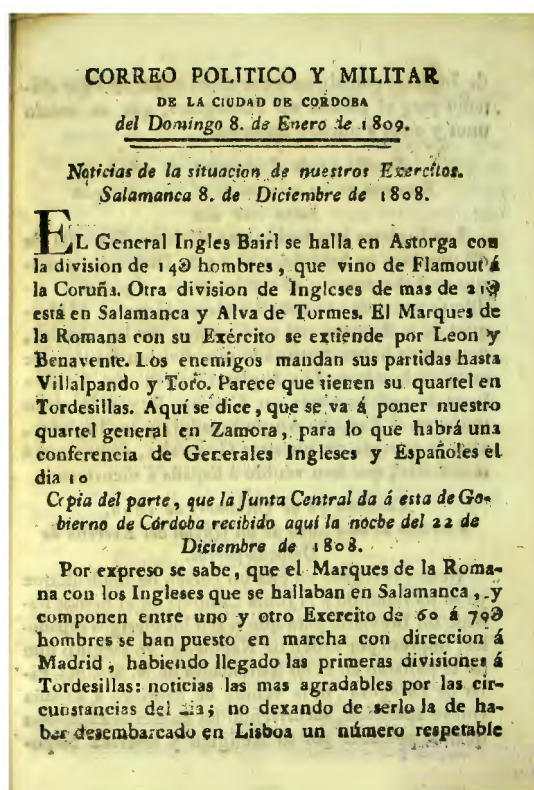 CORREO POLITICO Y MILITAR
DE LA CIUDAD DE CORDOBA
del Domingo 8. de Enero de 1809.
Noticias de la situacion de nuestros Exercitos.
Salamanca 8. de Diciembre de 1808.
EL General Ingles Bairl se halla en Astorga con
la division de 14@ hombres, que vino de Flamout á
la Coruña. Otra division de Ingleses de mas de 21@
está en Salamanca y Alva de Tormes. El Marques de
la Romana con su Exército se extiende por Leon y
Benavente. Los enemigos mandan sus partidas hasta
Villalpando y Toro. Parece que tienen su quartel en
Tordesillas. Aquí se dice, que se va á poner nuestro
quartel general en Zamora, para lo que habrá una
conferencia de Generales Ingleses y Españoles el
dia 10
Copia del parte, que la Junta Central da á esta de Go-
bierno de Córdoba recibido aquí la noche del 22 de
Diciembre de 1808.
Por expreso se sabe, que el Marques de la Roma-
na con los Ingleses que se hallaban en Salamanca, y
componen entre uno y otro Exercito de 60 á 70@
hombres se han puesto en marcha con direccion á
Madrid, habiendo llegado las primeras divisiones á
Tordesillas: noticias las mas agradables por las cir-
cunstancias del dia; no dexando de serlo la de ha-
ber desembarcado en Lisboa un número respetable